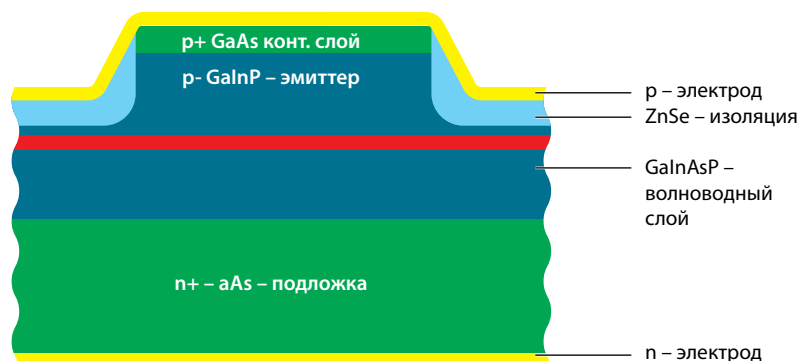 p+ GaAs конт. слой
p- GaInP – эмиттер
p – электрод
ZnSe – изоляция
GaInAsP –
волноводный
слой
n+ – aAs – подложка
n – электрод